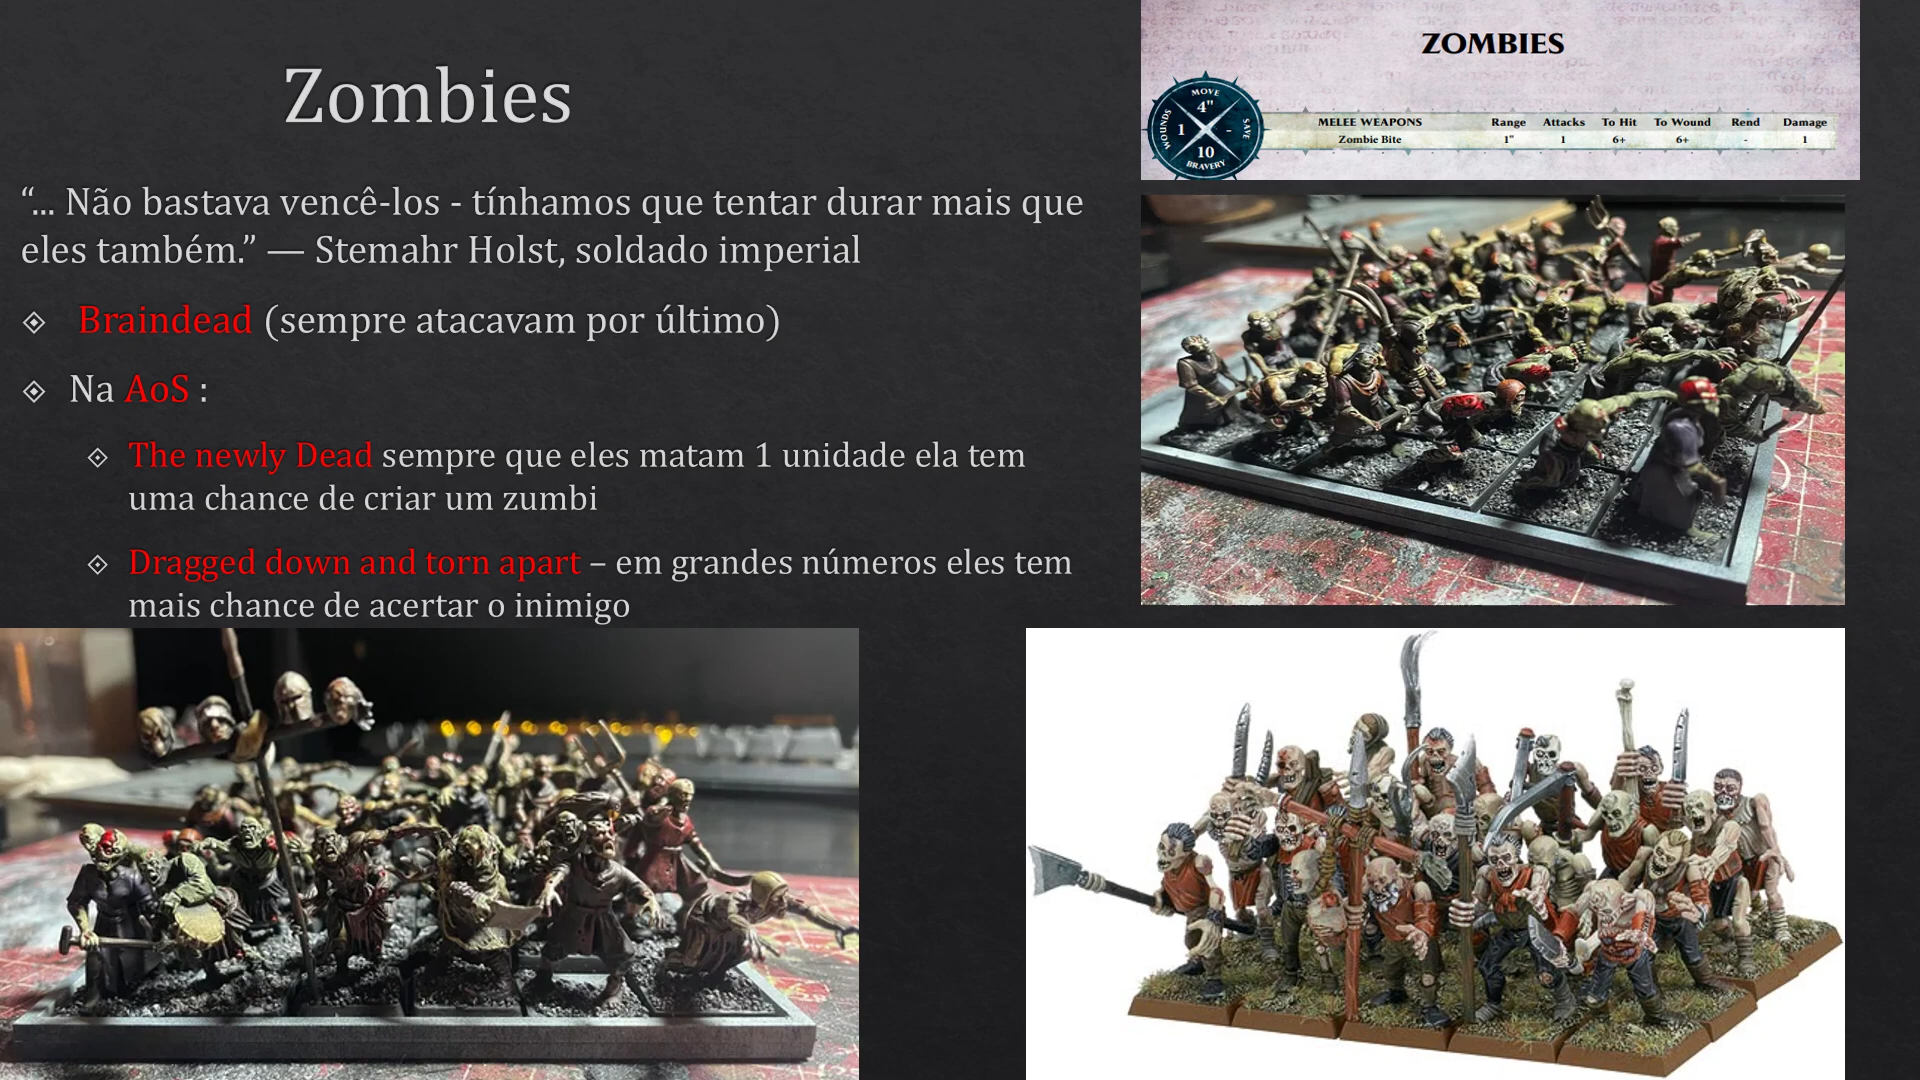 Zombies
“... Não bastava vencê-los - tínhamos que tentar durar mais que
eles também.” — Stemahr Holst, soldado imperial
Braindead (sempre atacavam por último)
Na AoS :
The newly Dead sempre que eles matam 1 unidade ela tem
uma chance de criar um zumbi
Dragged down and torn apart – em grandes números eles tem
mais chance de acertar o inimigo
ZOMBIES
MOVE
4"
WOUNDS
1
-
SAVE
10
BRAVERY
MELEE WEAPONS Range Attacks To Hit To Wound Rend Damage
Zombie Bite 1" 1 6+ 6+ - 1